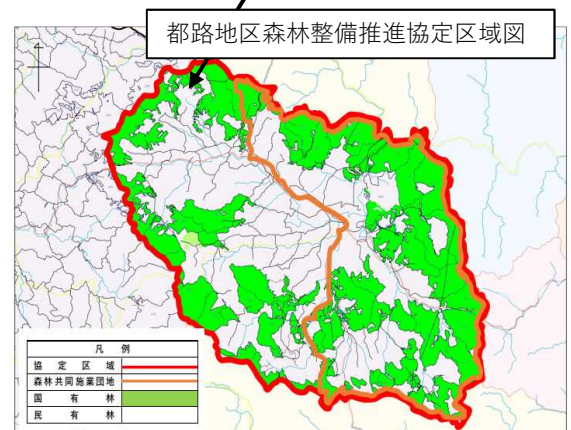 都路地区森林整備推進協定区域図
凡 例
協 定 区 域
森林共同施業団地
国 有 林
民 有 林